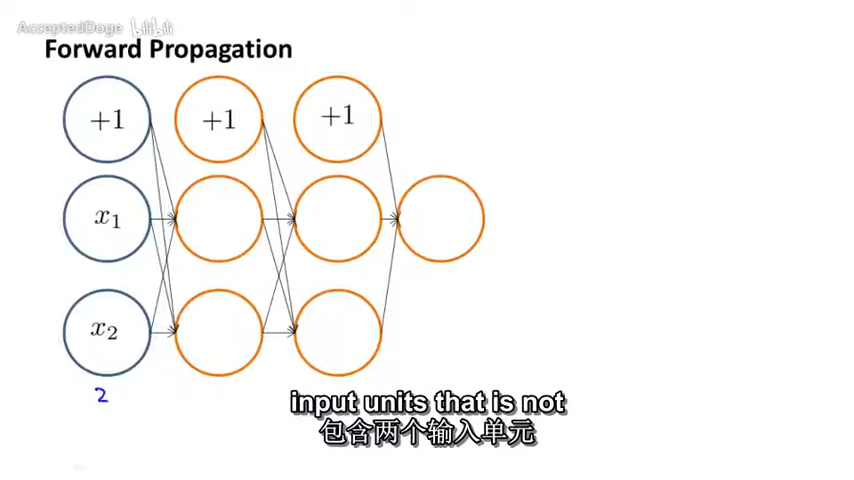 AcceptedDoge bilibili
Forward Propagation
+1 +1 +1
x₁
x₂
2
input units that is not
包含两个输入单元